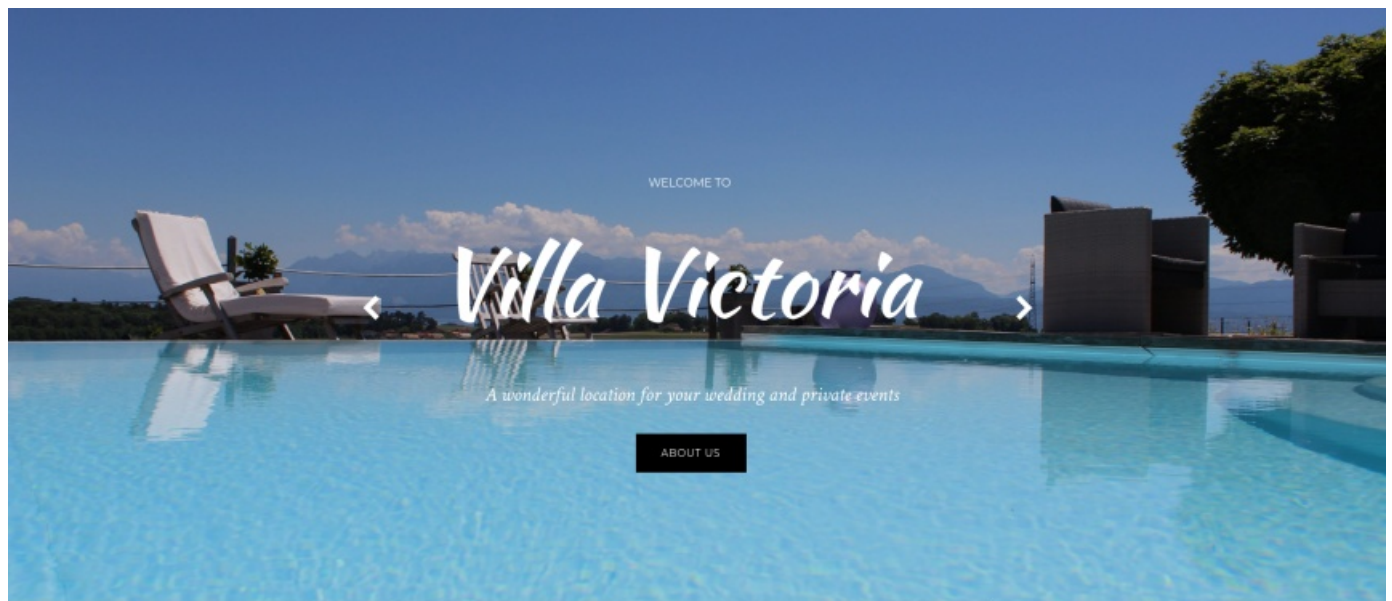 WELCOME TO
Villa Victoria
A wonderful location for your wedding and private events
ABOUT US